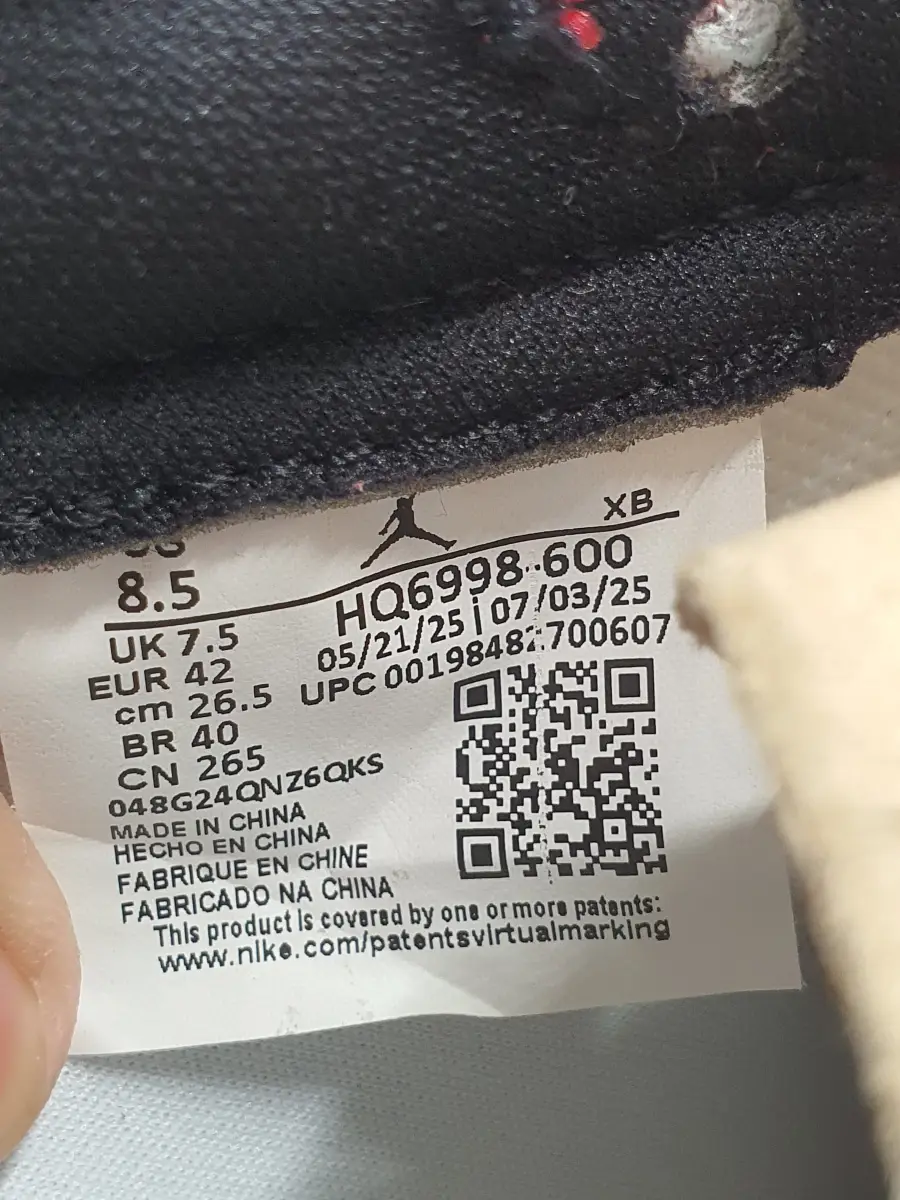 XB
8.5
HQ6998-600
UK 7.5
05/21/25 | 07/03/25
EUR 42
UPC 00198482700607
cm 26.5
BR 40
CN 265
048G24QNZ6QKS
MADE IN CHINA
HECHO EN CHINA
FABRIQUE EN CHINE
FABRICADO NA CHINA
This product is covered by one or more patents:
www.nike.com/patentsvirtualmarking